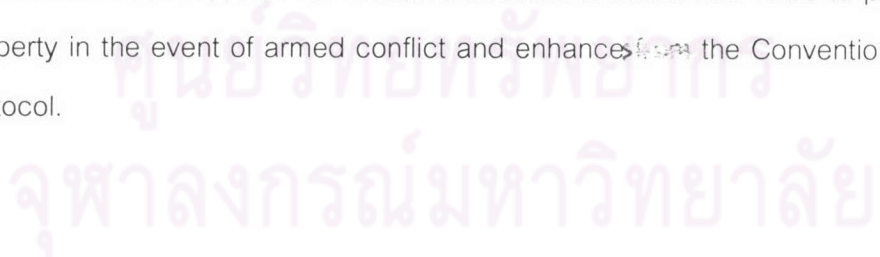 perty in the event of armed conflict and enhances from the Conventio
ocol.
ศูนย์วิทยทรัพยากร
จุฬาลงกรณ์มหาวิทยาลัย